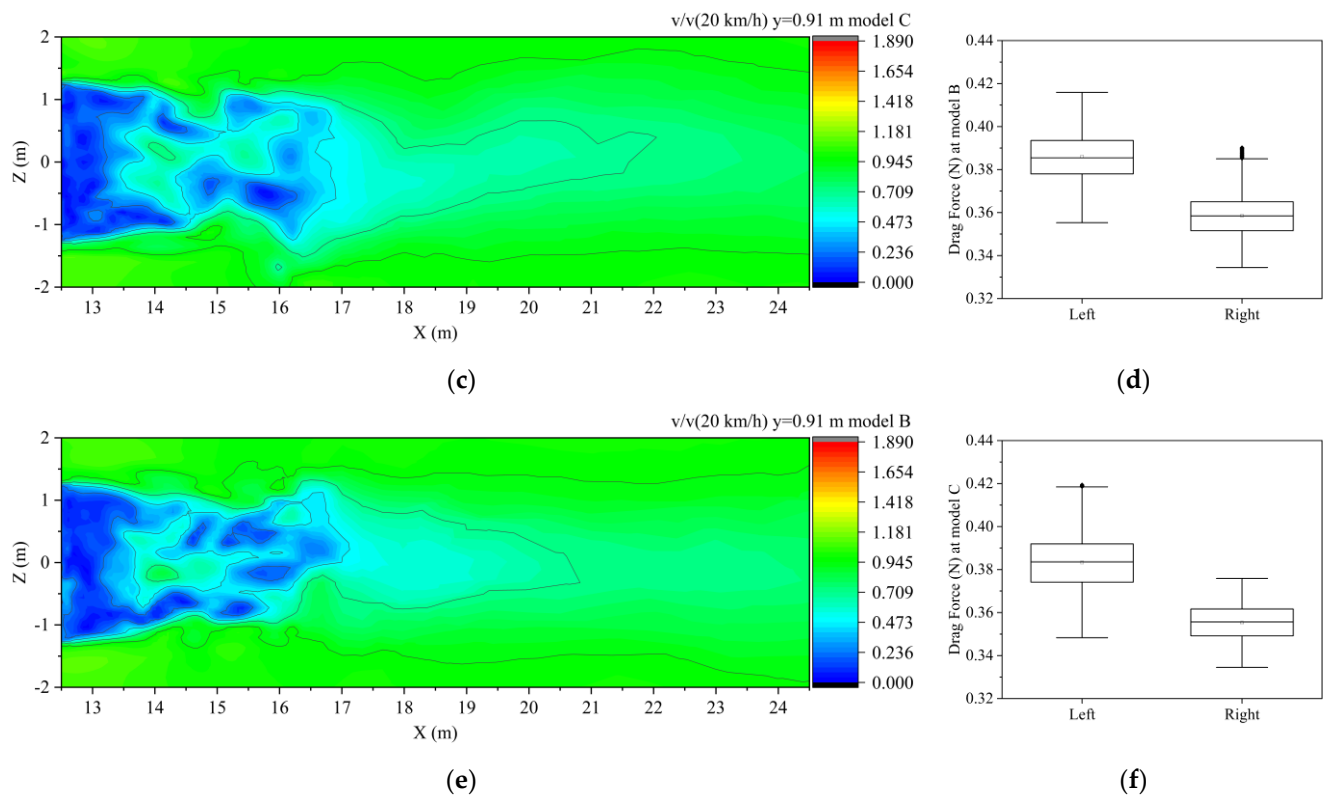 v/v(20 km/h) y=0.91 m model C
2
1
0
-1
-2
Z (m)
13 14 15 16 17 18 19 20 21 22 23 24
X (m)
1.890
1.654
1.418
1.181
0.945
0.709
0.473
0.236
0.000
0.44
0.42
0.40
0.38
0.36
0.34
0.32
Drag Force (N) at model B
Left Right
(c)
(d)
v/v(20 km/h) y=0.91 m model B
2
1
0
-1
-2
Z (m)
13 14 15 16 17 18 19 20 21 22 23 24
X (m)
1.890
1.654
1.418
1.181
0.945
0.709
0.473
0.236
0.000
0.44
0.42
0.40
0.38
0.36
0.34
0.32
Drag Force (N) at model C
Left Right
(e)
(f)